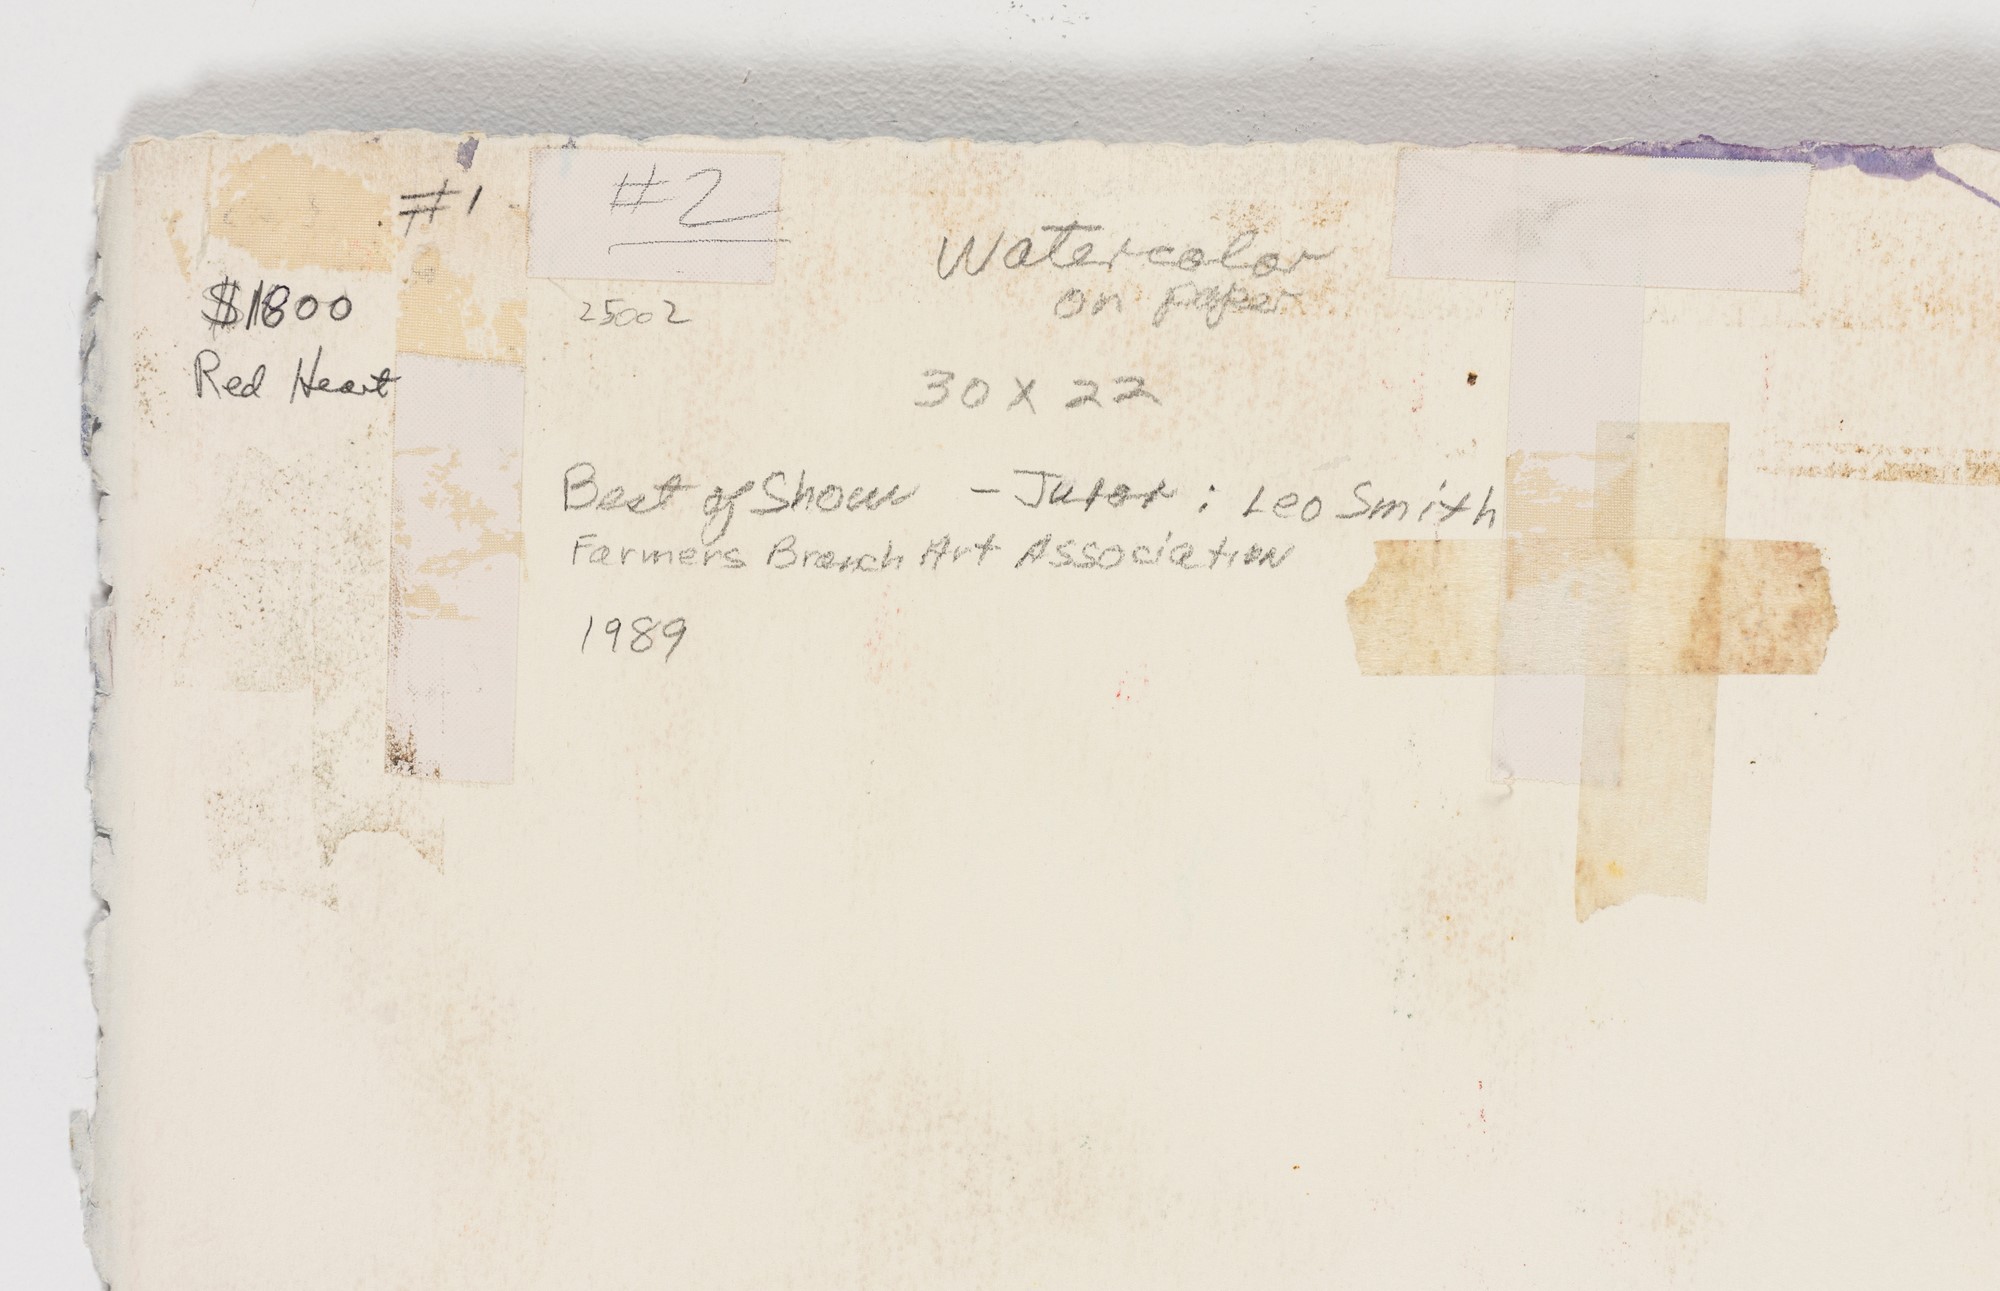 #1
#2
$1800
Red Heart
25002
Watercolor
on paper
30 x 22
Best of Show – Juror : Leo Smith
Farmers Branch Art Association
1989